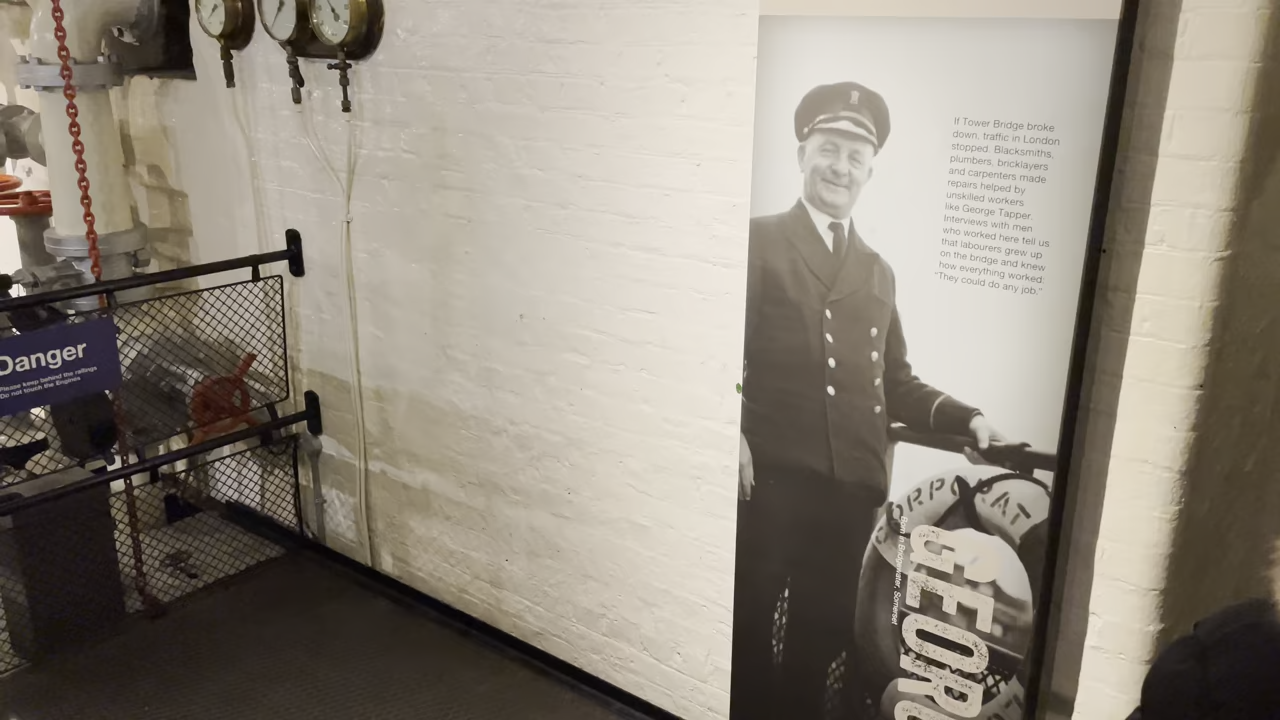 Danger
Please keep behind the railings
Do not touch the Engines
If Tower Bridge broke
down, traffic in London
stopped. Blacksmiths,
plumbers, bricklayers
and carpenters made
repairs helped by
unskilled workers
like George Tapper.
Interviews with men
who worked here tell us
that labourers grew up
on the bridge and knew
how everything worked:
“They could do any job.”
ORPORAT
Born in Bridgwater, Somerset
GEORG